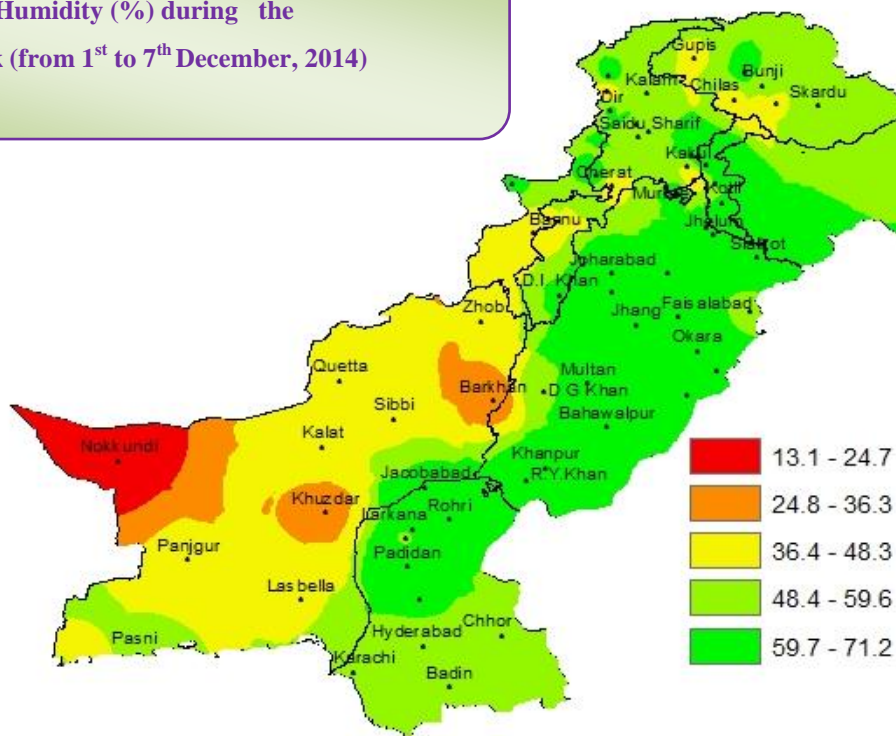 Humidity (%) during the
(from 1st to 7th December, 2014)
Gupis
Bunji
Kalam
Chilas
Skardu
Dir
Saidu Sharif
Kakul
Cherat
Kotli
Murree
Bannu
Jhelum
Sialkot
Joharabad
D.I. Khan
Zhob
Jhang
Faisalabad
Okara
Quetta
Multan
Barkhan
D G Khan
Sibbi
Bahawalpur
Nokkundi
Kalat
Khanpur
13.1 - 24.7
Jacobabad
R.Y.Khan
24.8 - 36.3
Khuzdar
Rohri
Larkana
Panjgur
Padidan
36.4 - 48.3
Lasbella
48.4 - 59.6
Pasni
Hyderabad
Chhor
59.7 - 71.2
Karachi
Badin